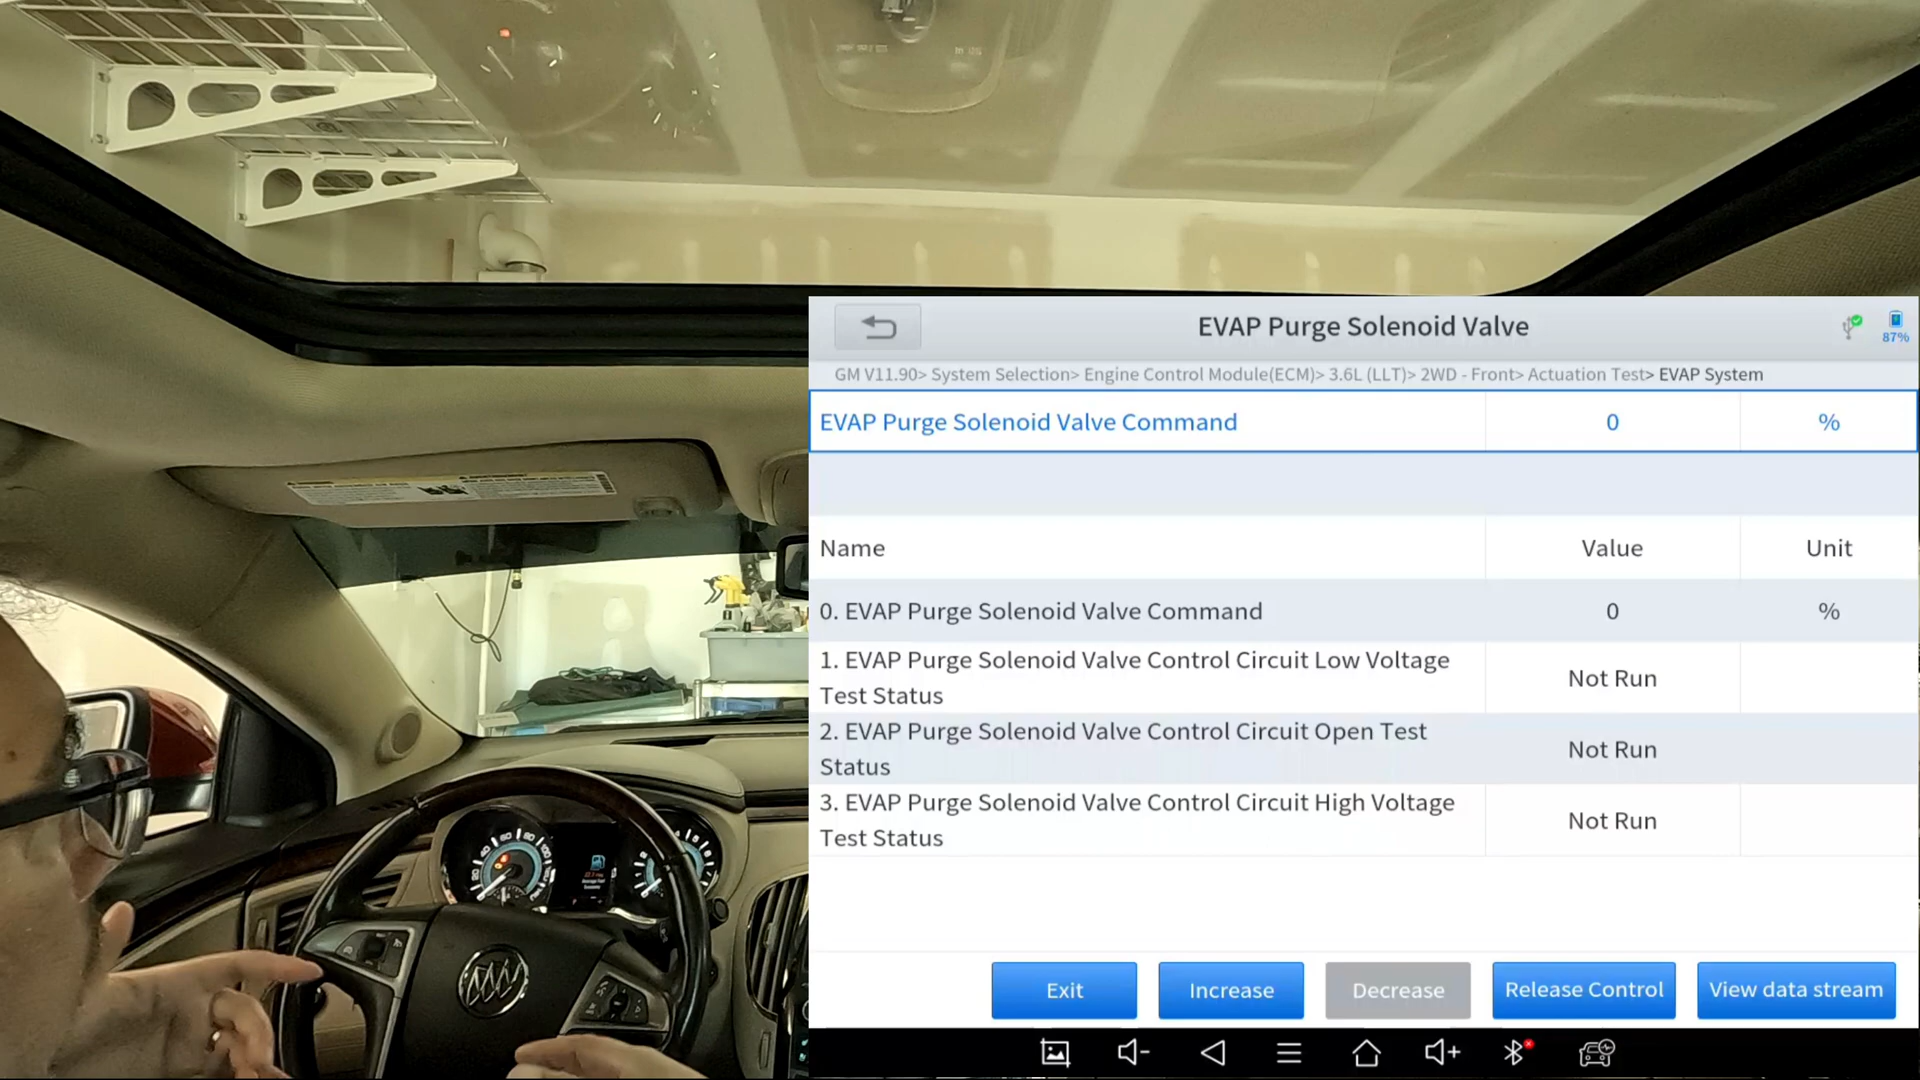 EVAP Purge Solenoid Valve
87%
GM V11.90> System Selection> Engine Control Module(ECM)> 3.6L (LLT)> 2WD - Front> Actuation Test> EVAP System
EVAP Purge Solenoid Valve Command 0 %
Name Value Unit
0. EVAP Purge Solenoid Valve Command 0 %
1. EVAP Purge Solenoid Valve Control Circuit Low Voltage
Test Status
Not Run
2. EVAP Purge Solenoid Valve Control Circuit Open Test
Status
Not Run
3. EVAP Purge Solenoid Valve Control Circuit High Voltage
Test Status
Not Run
Exit Increase Decrease Release Control View data stream